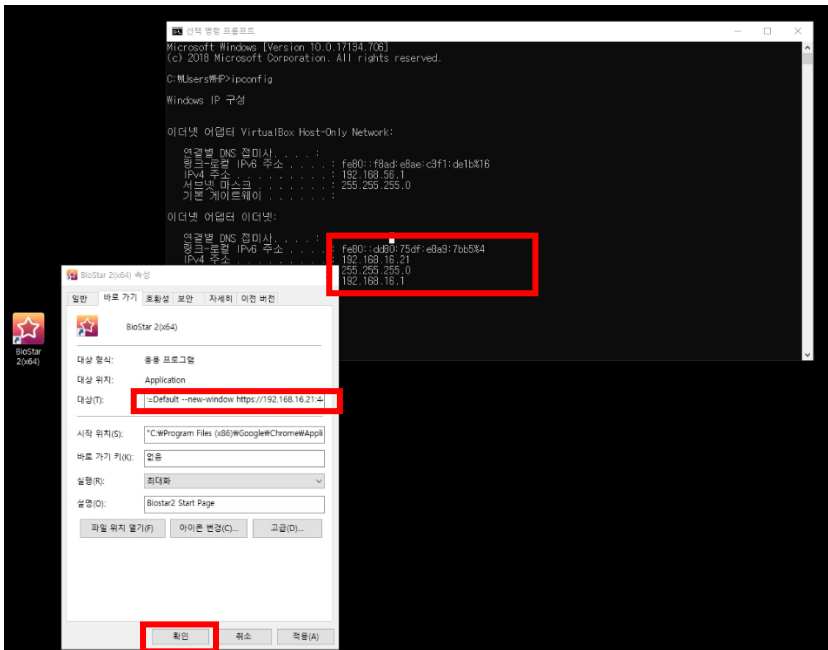 선택 명령 프롬프트
Microsoft Windows [Version 10.0.17134.706]
(c) 2018 Microsoft Corporation. All rights reserved.
C:₩Users₩HP>ipconfig
Windows IP 구성
이더넷 어댑터 VirtualBox Host-Only Network:
연결별 DNS 접미사. . . . :
링크-로컬 IPv6 주소 . . . . : fe80::f8ad:e8ae:c3f1:de1b%16
IPv4 주소 . . . . . . . . . : 192.168.56.1
서브넷 마스크 . . . . . . . : 255.255.255.0
기본 게이트웨이 . . . . . . :
이더넷 어댑터 이더넷:
연결별 DNS 접미사. . . . :
링크-로컬 IPv6 주소 . . . . : fe80::dd80:75df:e8a9:7bb5%4
IPv4 주소 . . . . . . . . . : 192.168.16.21
255.255.255.0
192.168.16.1
BioStar 2(x64)
BioStar 2(x64) 속성
일반 바로 가기 호환성 보안 자세히 이전 버전
BioStar 2(x64)
대상 형식: 응용 프로그램
대상 위치: Application
대상(T): :=Default --new-window https://192.168.16.21:4
시작 위치(S): "C:₩Program Files (x86)₩Google₩Chrome₩Appli
바로 가기 키(K): 없음
실행(R): 최대화
설명(O): Biostar2 Start Page
파일 위치 열기(F) 아이콘 변경(C)... 고급(D)...
확인 취소 적용(A)